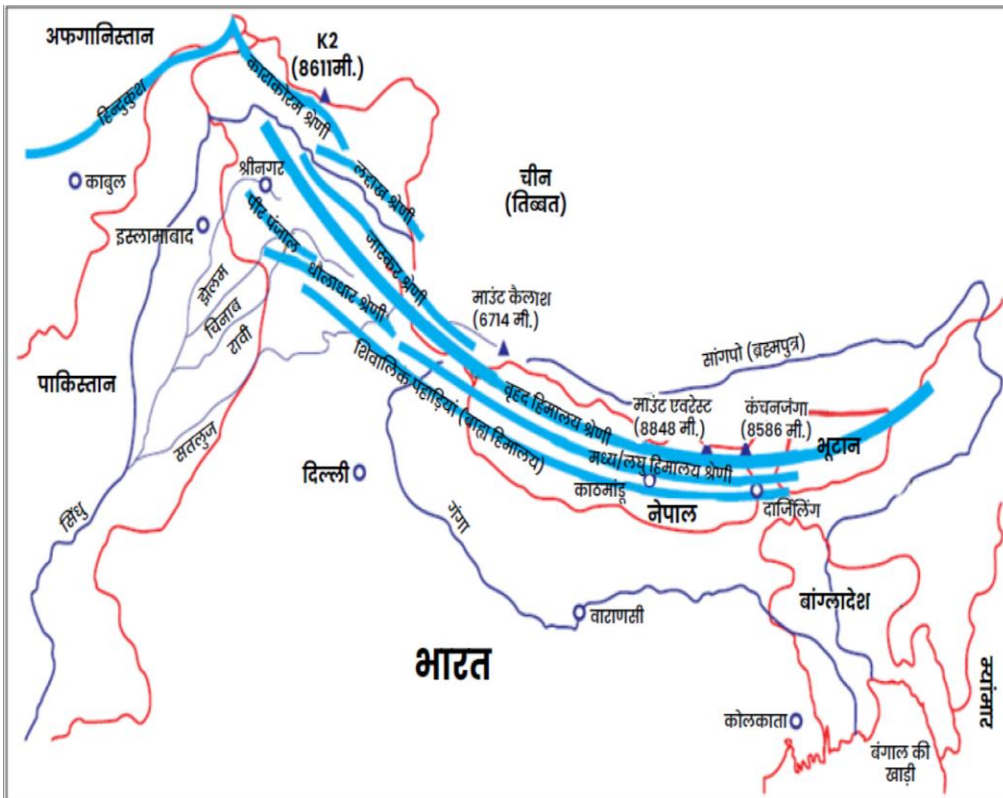 अफगानिस्तान
K2
(8611मी.)
हिन्दुकुश
काराकोरम श्रेणी
काबुल
श्रीनगर
लद्दाख श्रेणी
चीन
(तिब्बत)
इस्लामाबाद
पीर पंजाल
जास्कर श्रेणी
झेलम
धौलाधार श्रेणी
माउंट कैलाश
(6714 मी.)
चिनाब
रावी
सांगपो (ब्रह्मपुत्र)
पाकिस्तान
शिवालिक पहाड़ियां (बाह्य हिमालय)
वृहद हिमालय श्रेणी
माउंट एवरेस्ट
(8848 मी.)
कंचनजंगा
(8586 मी.)
सतलुज
भूटान
मध्य/लघु हिमालय श्रेणी
दिल्ली
काठमांडू
सिंधु
गंगा
नेपाल
दार्जिलिंग
बांग्लादेश
वाराणसी
भारत
म्यांमार
कोलकाता
बंगाल की
खाड़ी